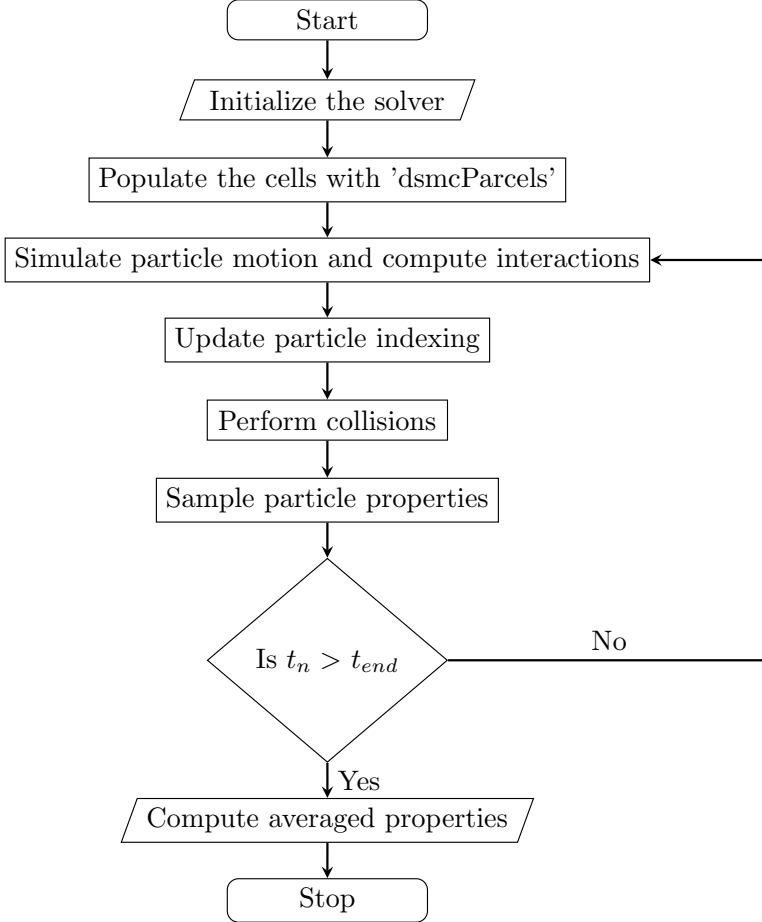 Start
Initialize the solver
Populate the cells with 'dsmcParcels'
Simulate particle motion and compute interactions
Update particle indexing
Perform collisions
Sample particle properties
Is tₙ > t_end
No
Yes
Compute averaged properties
Stop